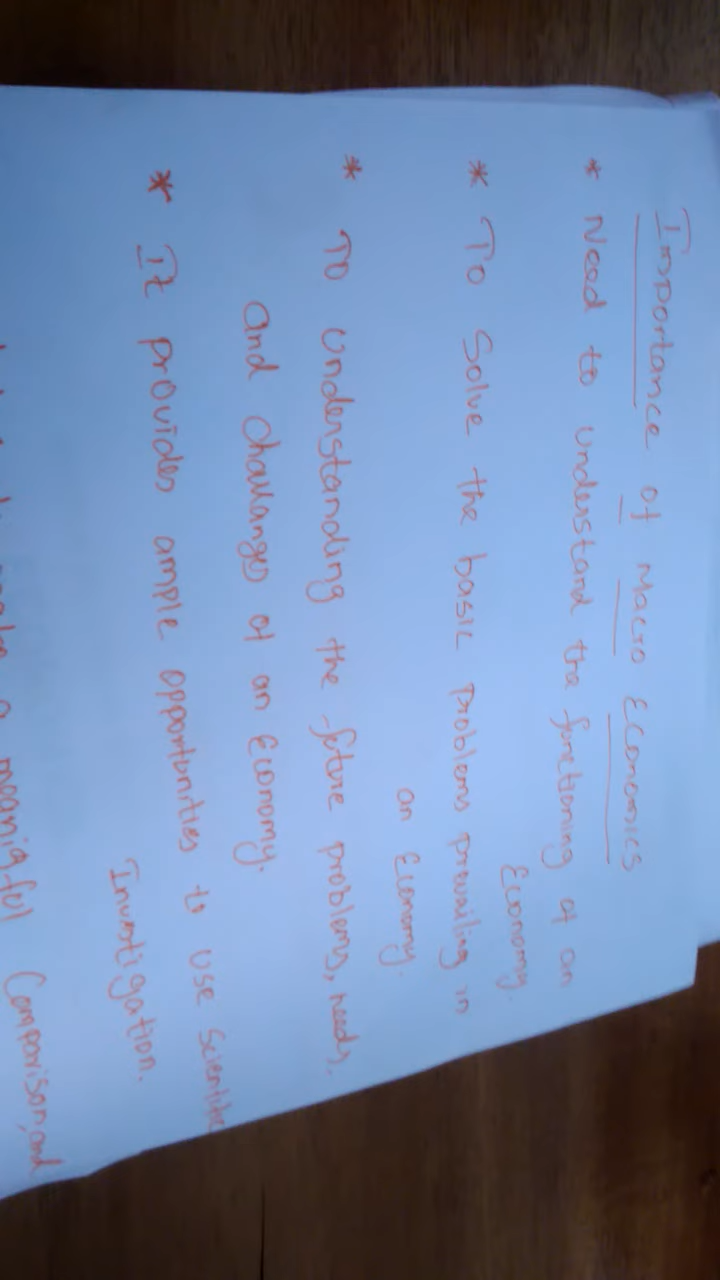 Importance of Macro Economics
* Need to understand the functioning of an
Economy.
* To Solve the basic problems prevailing in
an Economy.
* To understanding the future problems, needs,
and challanges of an Economy.
* It provides ample opportunities to use Scientific
Investigation.
a meanigful Comparison, and